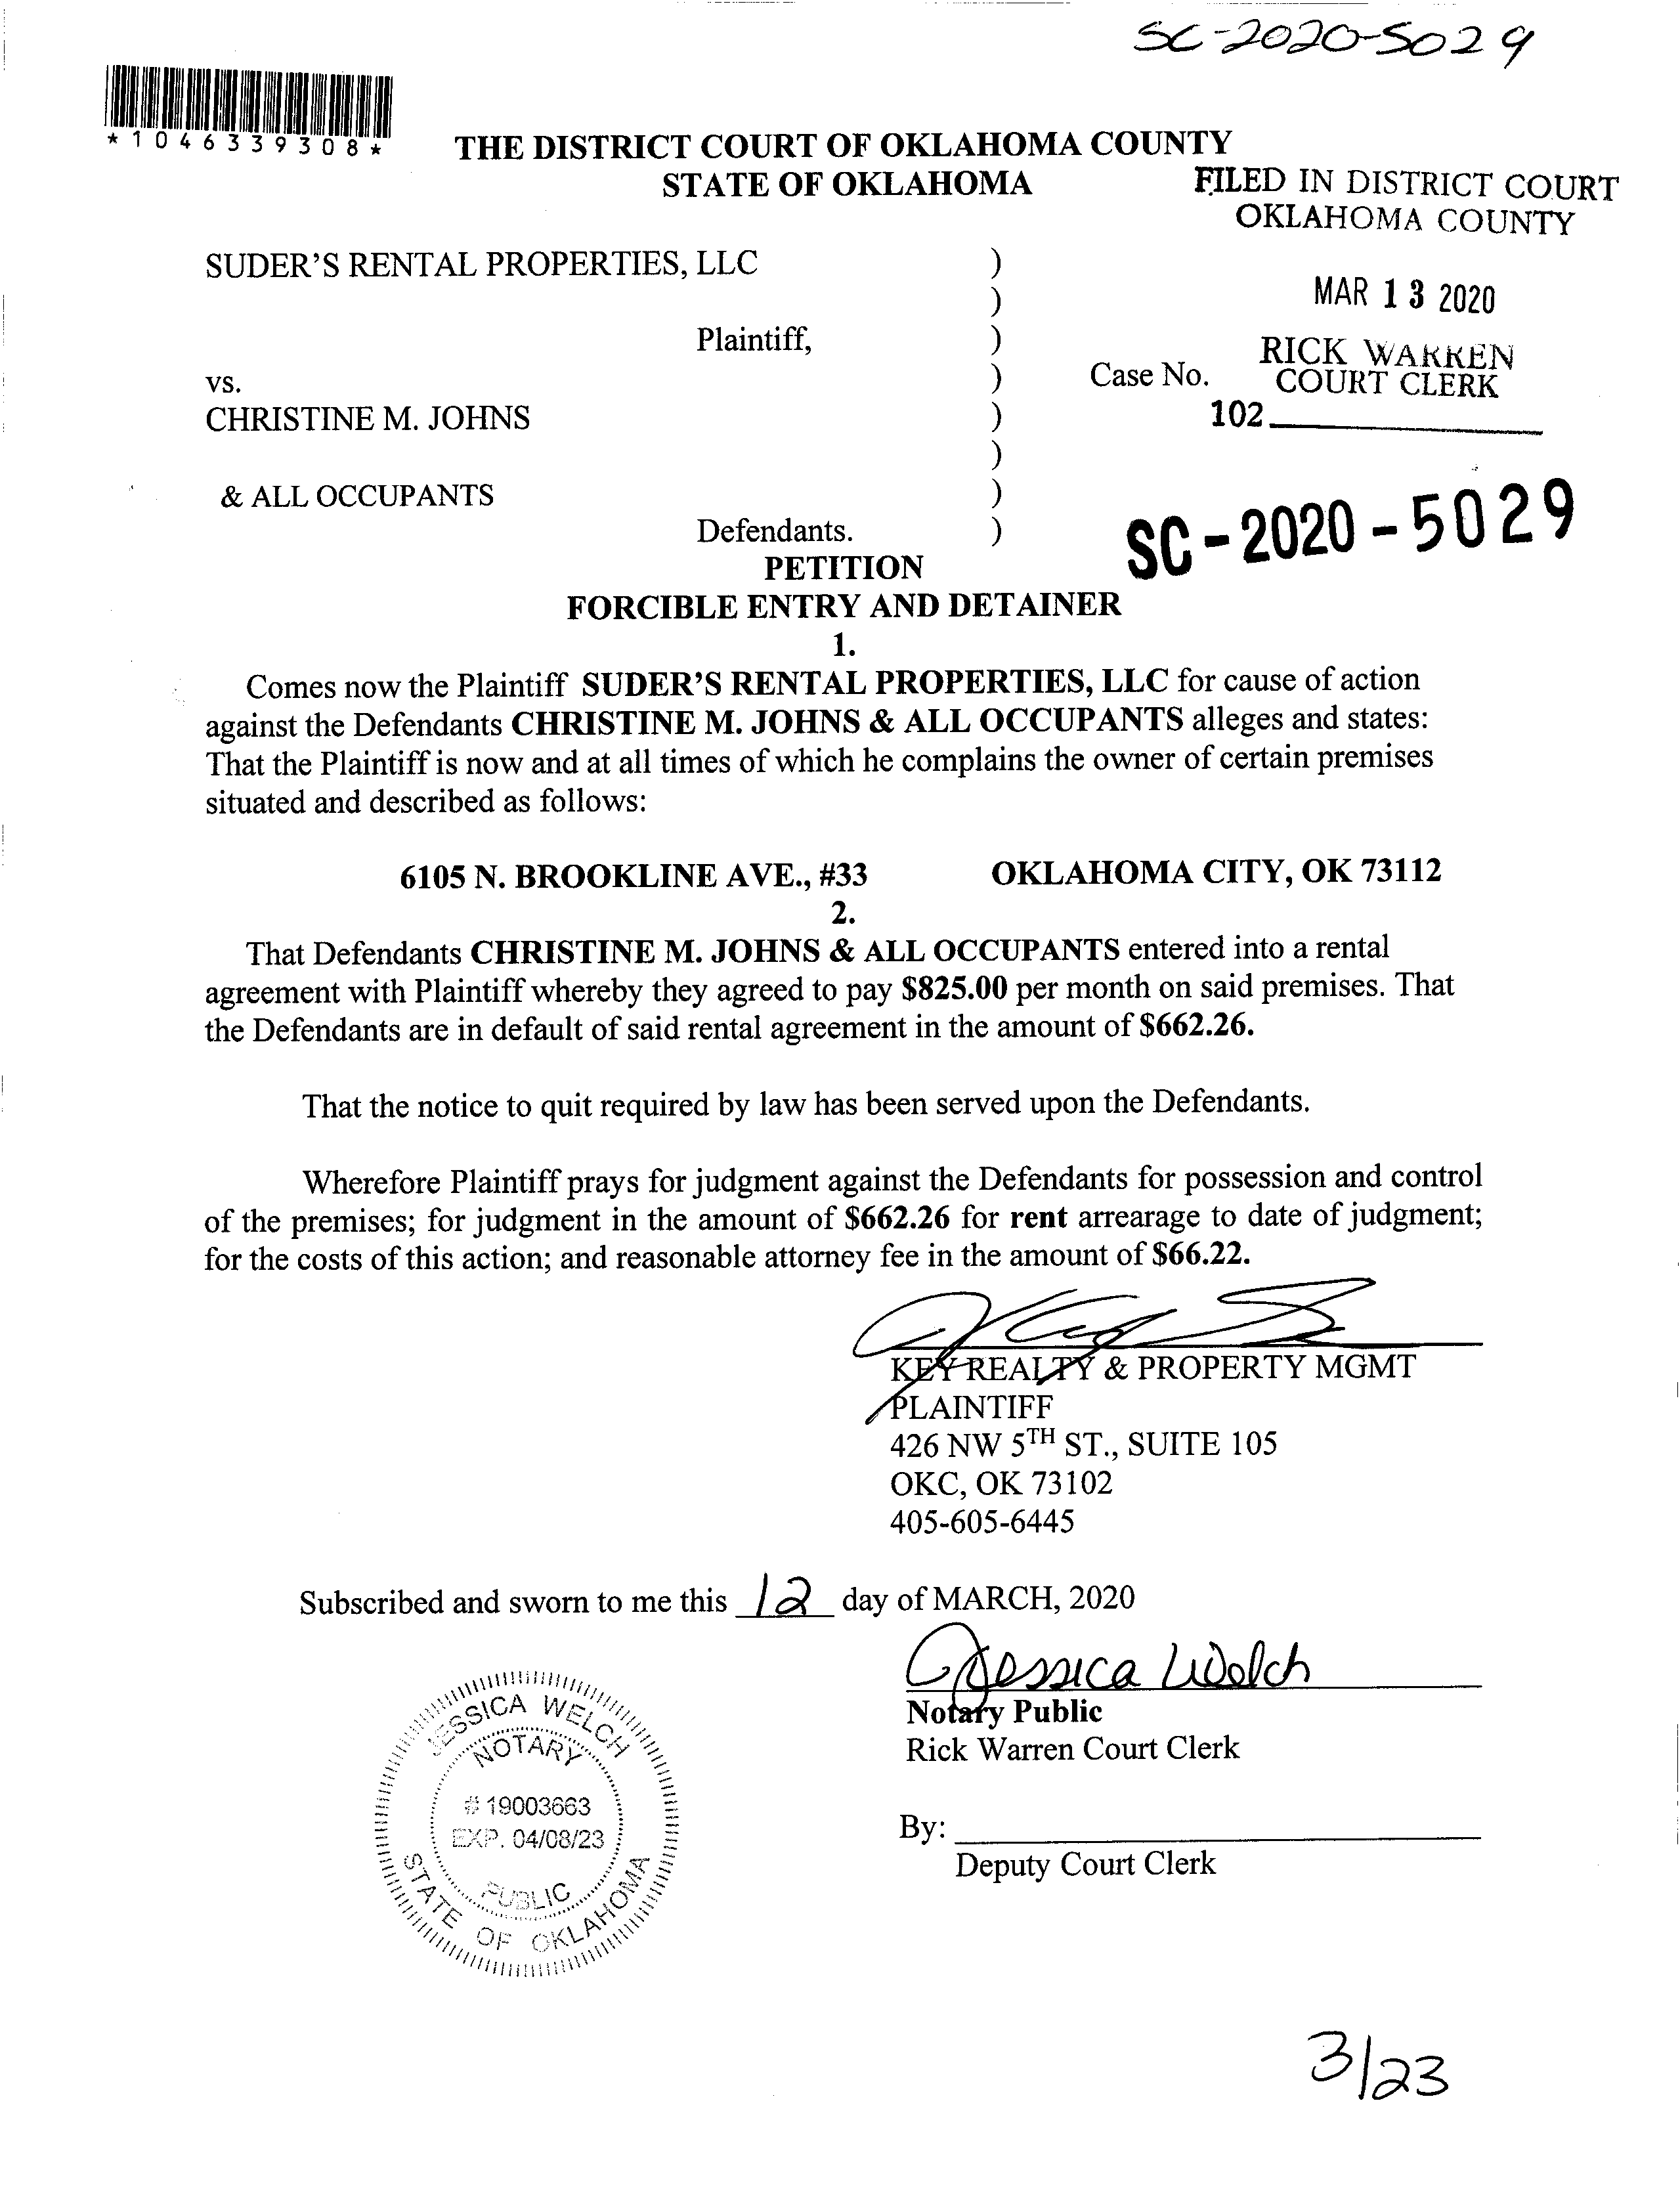 SC-2020-5029
*1046339308*
THE DISTRICT COURT OF OKLAHOMA COUNTY
STATE OF OKLAHOMA
FILED IN DISTRICT COURT
OKLAHOMA COUNTY
SUDER'S RENTAL PROPERTIES, LLC )
)
MAR 13 2020
Plaintiff, )
RICK WARREN
vs. ) Case No. COURT CLERK
CHRISTINE M. JOHNS ) 102
)
& ALL OCCUPANTS )
Defendants. )
SC-2020-5029
PETITION
FORCIBLE ENTRY AND DETAINER
1.
Comes now the Plaintiff SUDER'S RENTAL PROPERTIES, LLC for cause of action
against the Defendants CHRISTINE M. JOHNS & ALL OCCUPANTS alleges and states:
That the Plaintiff is now and at all times of which he complains the owner of certain premises
situated and described as follows:
6105 N. BROOKLINE AVE., #33 OKLAHOMA CITY, OK 73112
2.
That Defendants CHRISTINE M. JOHNS & ALL OCCUPANTS entered into a rental
agreement with Plaintiff whereby they agreed to pay $825.00 per month on said premises. That
the Defendants are in default of said rental agreement in the amount of $662.26.
That the notice to quit required by law has been served upon the Defendants.
Wherefore Plaintiff prays for judgment against the Defendants for possession and control
of the premises; for judgment in the amount of $662.26 for rent arrearage to date of judgment;
for the costs of this action; and reasonable attorney fee in the amount of $66.22.
KEY REALTY & PROPERTY MGMT
PLAINTIFF
426 NW 5TH ST., SUITE 105
OKC, OK 73102
405-605-6445
Subscribed and sworn to me this 12 day of MARCH, 2020
Jessica Welch
Notary Public
Rick Warren Court Clerk
By:
Deputy Court Clerk
JESSICA WELCH
NOTARY
# 19003663
EXP. 04/08/23
PUBLIC
STATE OF OKLAHOMA
3/23